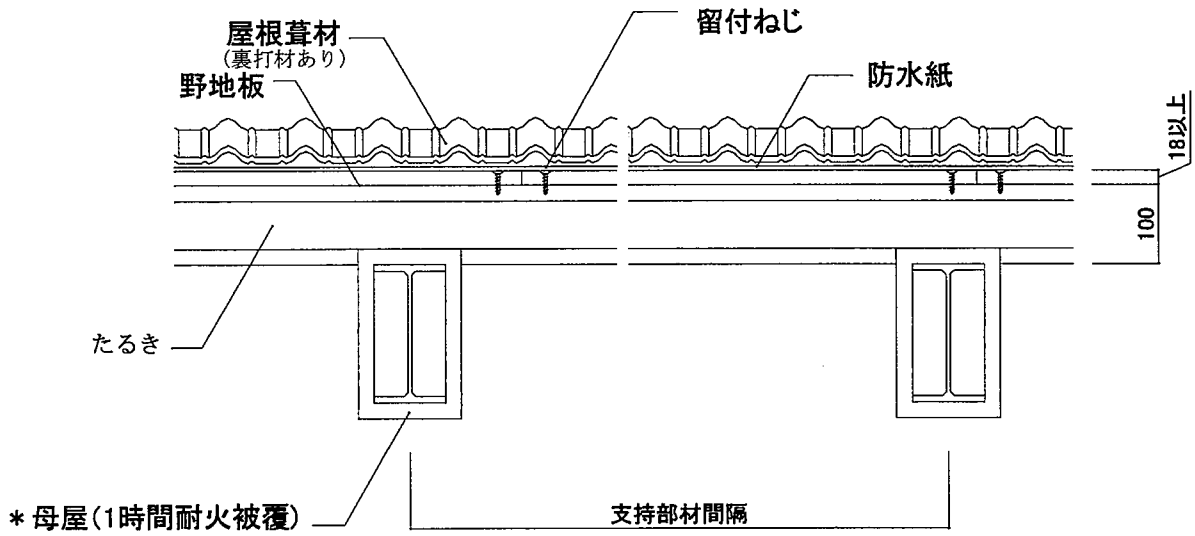 屋根葺材
(裏打材あり)
野地板
留付ねじ
防水紙
18以上
100
たるき
*母屋(1時間耐火被覆)
支持部材間隔